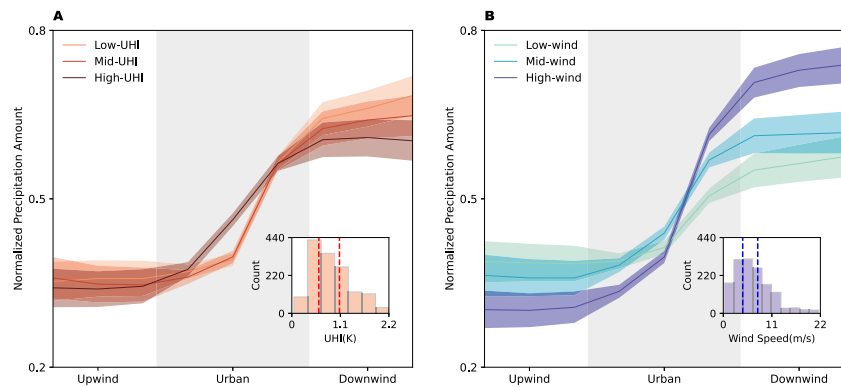 A
0.8
0.5
0.2
Normalized Precipitation Amount
Low-UHI
Mid-UHI
High-UHI
440
220
0
Count
0
1.1
2.2
UHI(K)
Upwind
Urban
Downwind
B
0.8
0.5
0.2
Normalized Precipitation Amount
Low-wind
Mid-wind
High-wind
440
220
0
Count
0
11
22
Wind Speed(m/s)
Upwind
Urban
Downwind